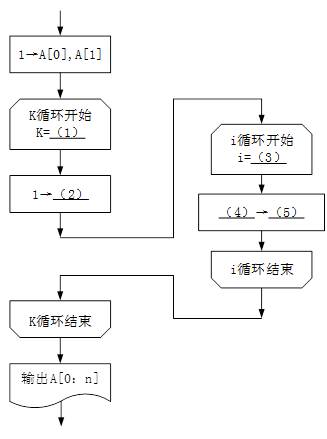 1→A[0],A[1]
K循环开始
K=（1）
1→（2）
i循环开始
i=（3）
（4）→（5）
i循环结束
K循环结束
输出A[0：n]